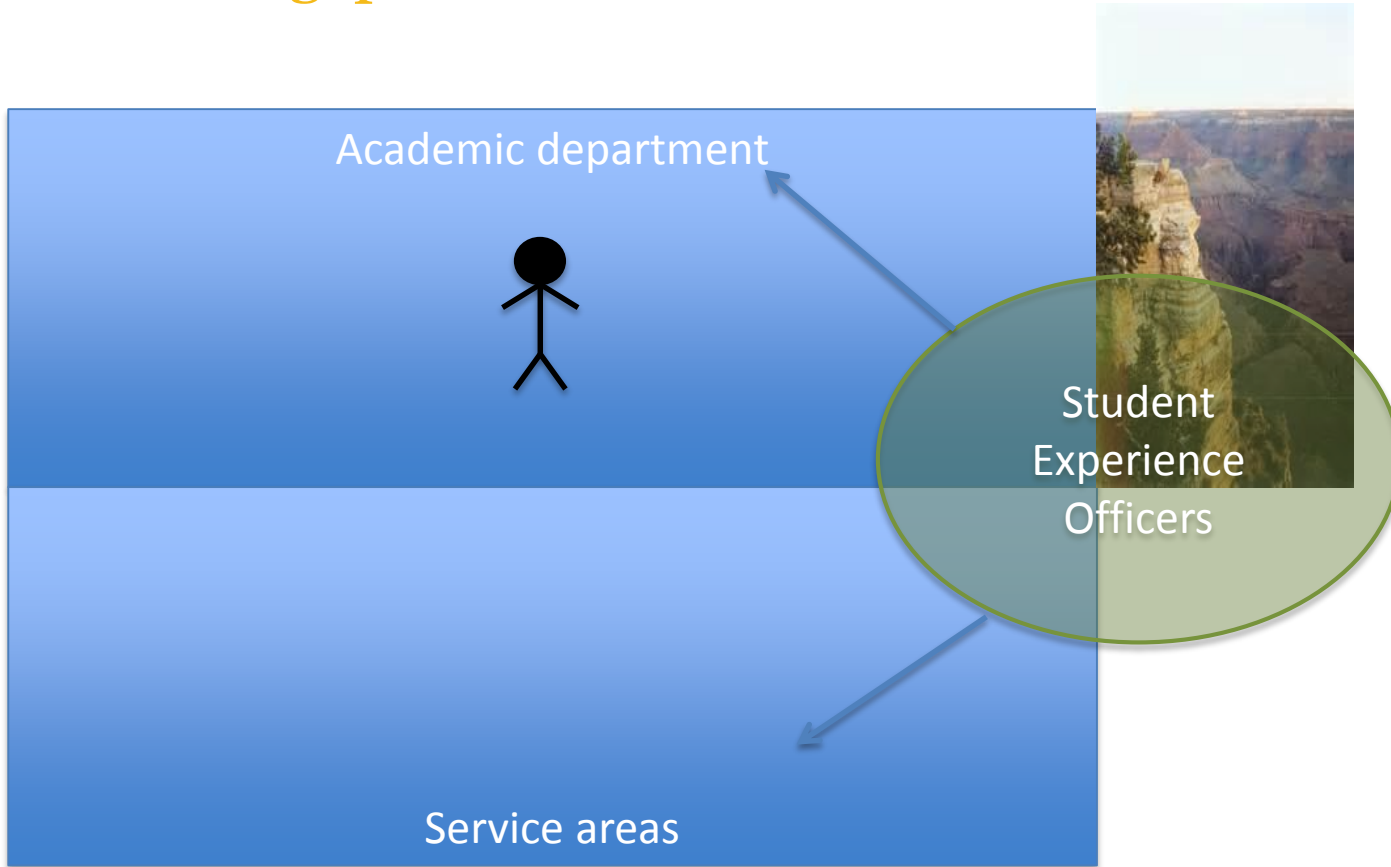 Academic department
Student
Experience
Officers
Service areas